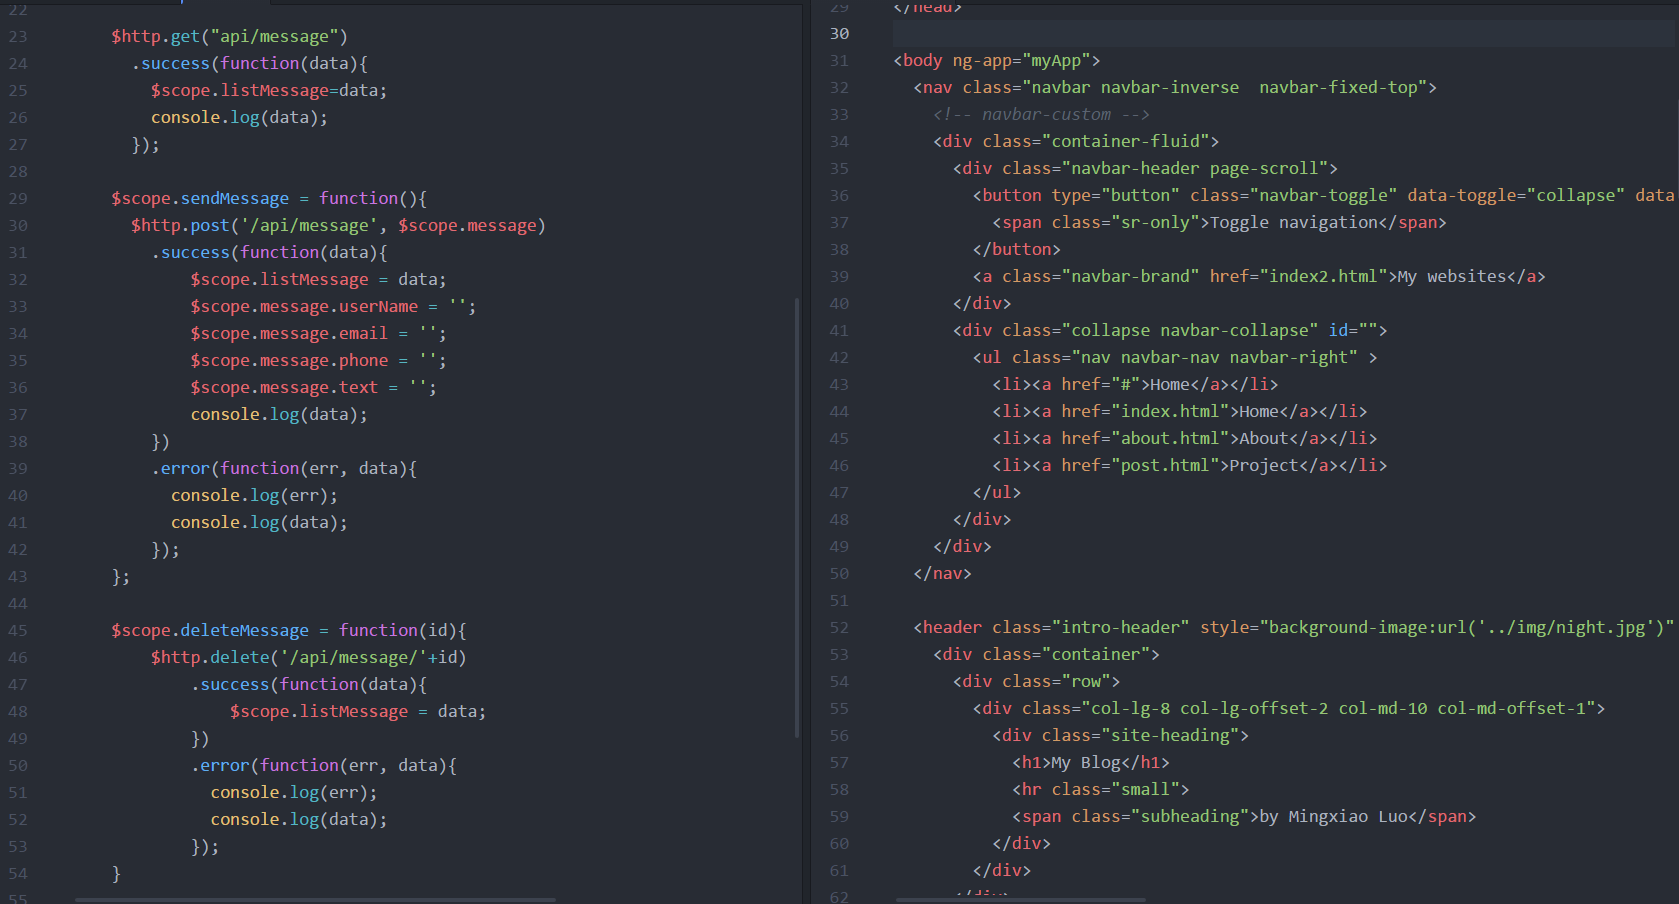 22
23 $http.get("api/message")
24 .success(function(data){
25 $scope.listMessage=data;
26 console.log(data);
27 });
28
29 $scope.sendMessage = function(){
30 $http.post('/api/message', $scope.message)
31 .success(function(data){
32 $scope.listMessage = data;
33 $scope.message.userName = '';
34 $scope.message.email = '';
35 $scope.message.phone = '';
36 $scope.message.text = '';
37 console.log(data);
38 })
39 .error(function(err, data){
40 console.log(err);
41 console.log(data);
42 });
43 };
44
45 $scope.deleteMessage = function(id){
46 $http.delete('/api/message/'+id)
47 .success(function(data){
48 $scope.listMessage = data;
49 })
50 .error(function(err, data){
51 console.log(err);
52 console.log(data);
53 });
54 }
55
29 </head>
30
31 <body ng-app="myApp">
32 <nav class="navbar navbar-inverse  navbar-fixed-top">
33 <!-- navbar-custom -->
34 <div class="container-fluid">
35 <div class="navbar-header page-scroll">
36 <button type="button" class="navbar-toggle" data-toggle="collapse" data
37 <span class="sr-only">Toggle navigation</span>
38 </button>
39 <a class="navbar-brand" href="index2.html">My websites</a>
40 </div>
41 <div class="collapse navbar-collapse" id="">
42 <ul class="nav navbar-nav navbar-right" >
43 <li><a href="#">Home</a></li>
44 <li><a href="index.html">Home</a></li>
45 <li><a href="about.html">About</a></li>
46 <li><a href="post.html">Project</a></li>
47 </ul>
48 </div>
49 </div>
50 </nav>
51
52 <header class="intro-header" style="background-image:url('../img/night.jpg')"
53 <div class="container">
54 <div class="row">
55 <div class="col-lg-8 col-lg-offset-2 col-md-10 col-md-offset-1">
56 <div class="site-heading">
57 <h1>My Blog</h1>
58 <hr class="small">
59 <span class="subheading">by Mingxiao Luo</span>
60 </div>
61 </div>
62 </div>